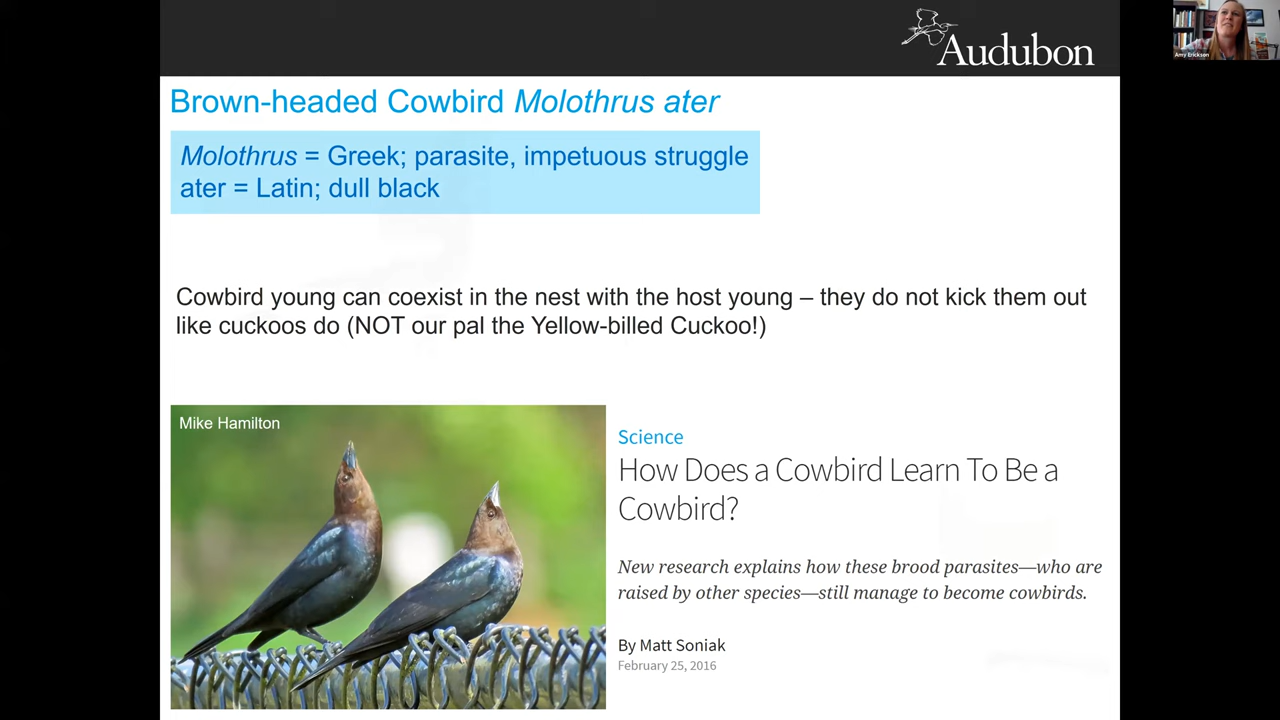 Audubon
Amy Erickson
Brown-headed Cowbird Molothrus ater
Molothrus = Greek; parasite, impetuous struggle
ater = Latin; dull black
Cowbird young can coexist in the nest with the host young – they do not kick them out
like cuckoos do (NOT our pal the Yellow-billed Cuckoo!)
Mike Hamilton
Science
How Does a Cowbird Learn To Be a
Cowbird?
New research explains how these brood parasites—who are
raised by other species—still manage to become cowbirds.
By Matt Soniak
February 25, 2016